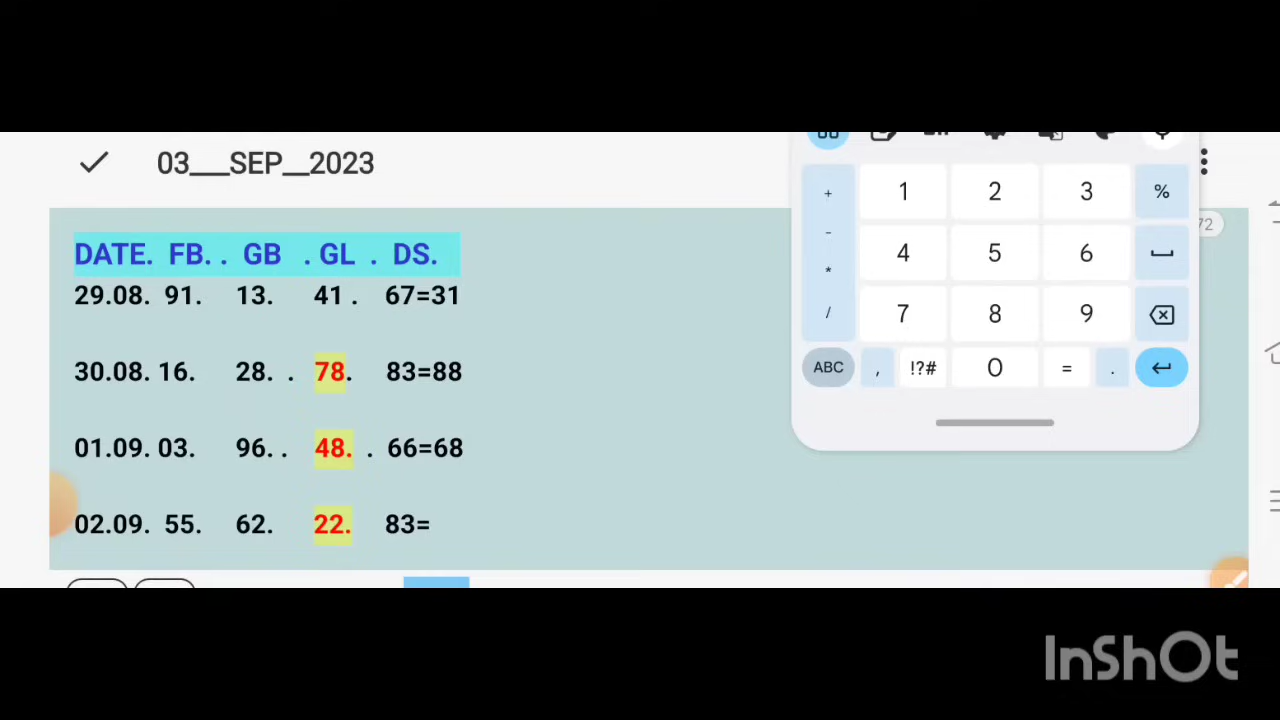 03___SEP__2023
DATE. FB. . GB . GL . DS.
29.08. 91. 13. 41 . 67=31
30.08. 16. 28. . 78. 83=88
01.09. 03. 96. . 48. . 66=68
02.09. 55. 62. 22. 83=
72
+ 1 2 3 %
- 4 5 6
*
/ 7 8 9
ABC , !?# 0 = .
InShOt